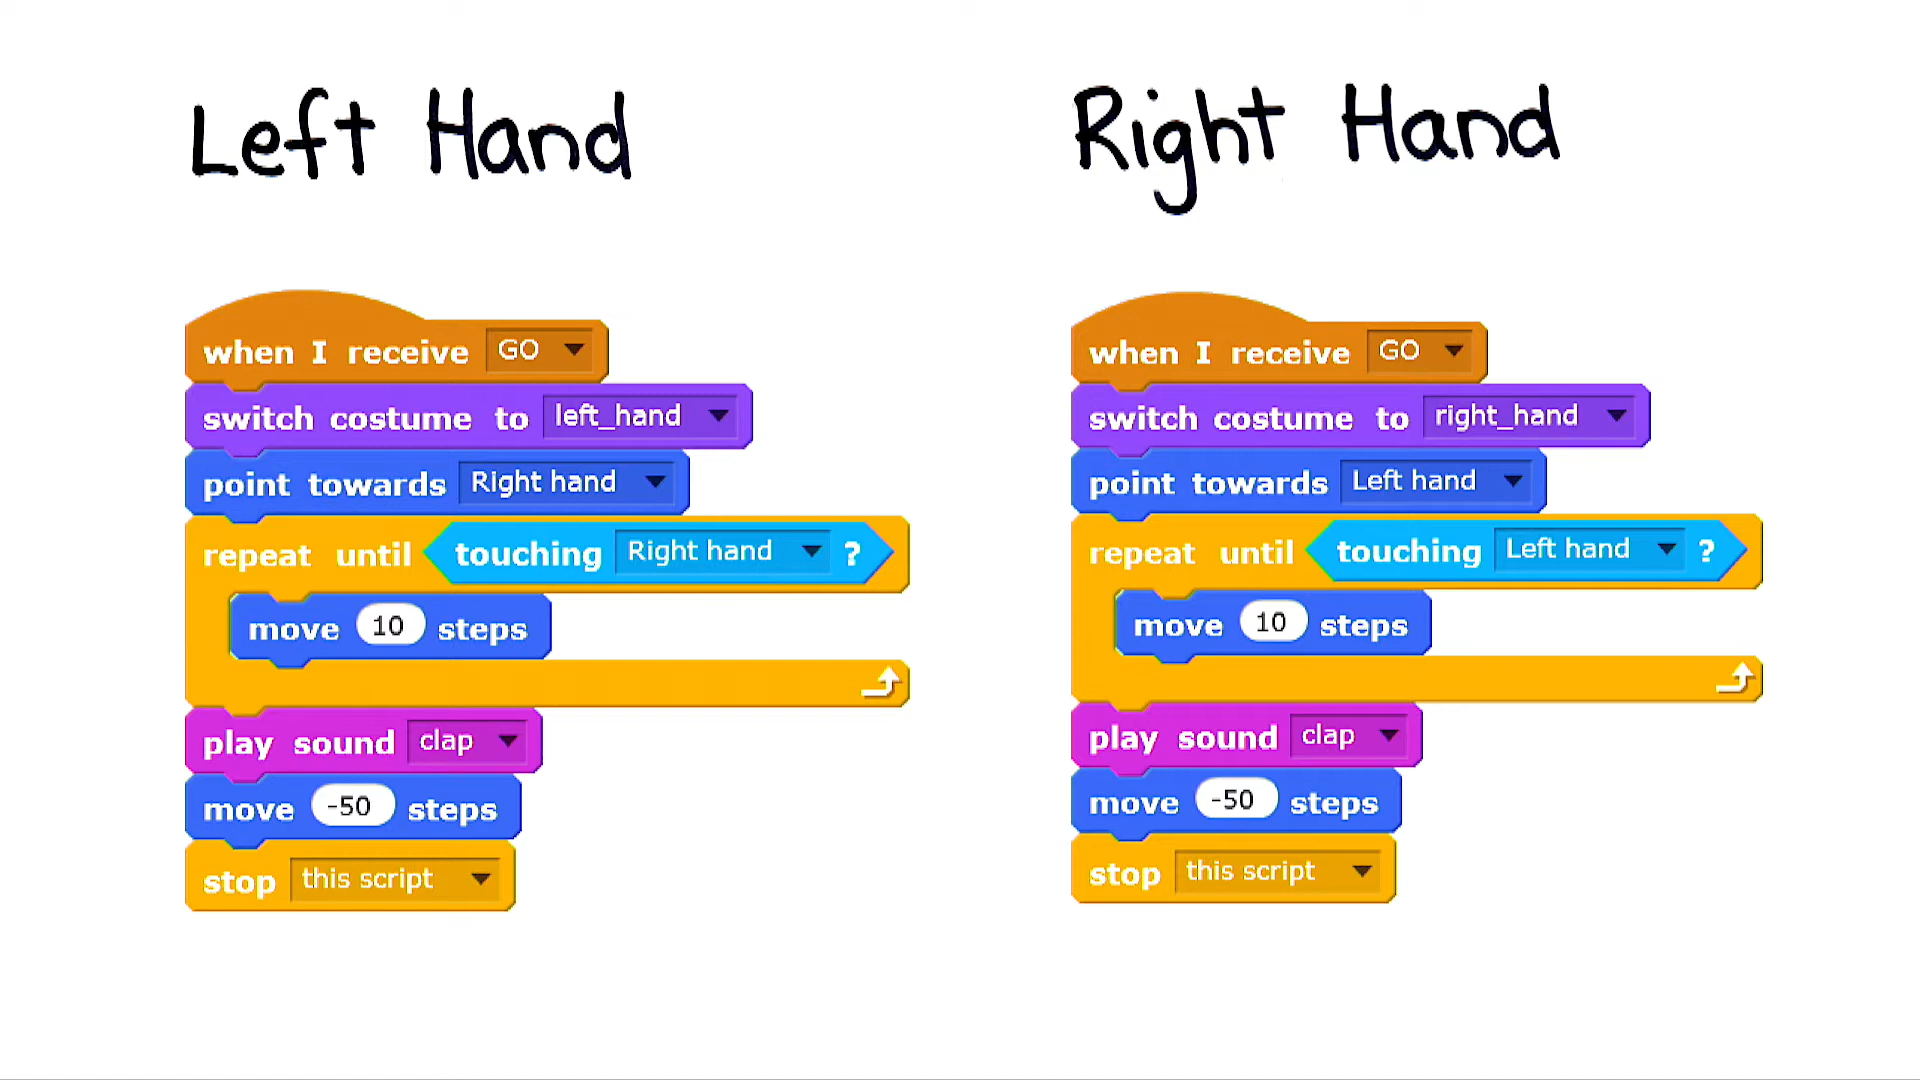 Left Hand
when I receive GO
switch costume to left_hand
point towards Right hand
repeat until touching Right hand ?
move 10 steps
play sound clap
move -50 steps
stop this script
Right Hand
when I receive GO
switch costume to right_hand
point towards Left hand
repeat until touching Left hand ?
move 10 steps
play sound clap
move -50 steps
stop this script